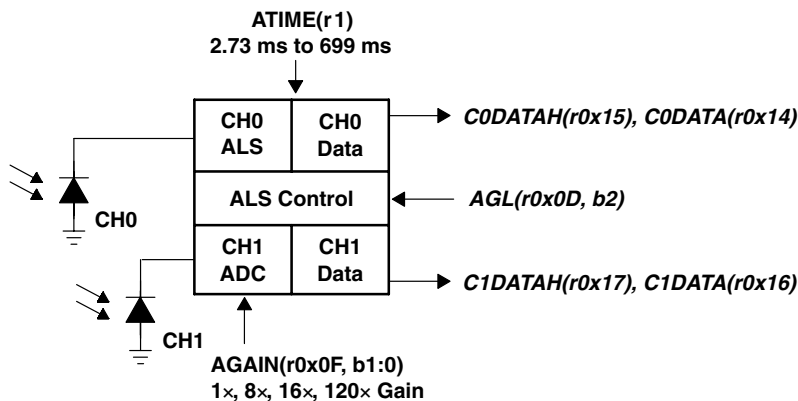 ATIME(r1)
2.73 ms to 699 ms
CH0
ALS
CH0
Data
C0DATAH(r0x15), C0DATA(r0x14)
ALS Control
AGL(r0x0D, b2)
CH0
CH1
ADC
CH1
Data
C1DATAH(r0x17), C1DATA(r0x16)
CH1
AGAIN(r0x0F, b1:0)
1×, 8×, 16×, 120× Gain